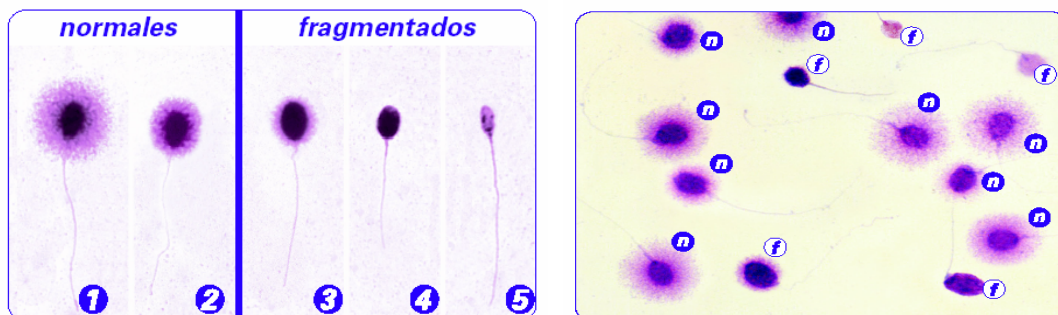 normales fragmentados
1 2 3 4 5
n n f
f f
n n
n
n n
n n
f
f